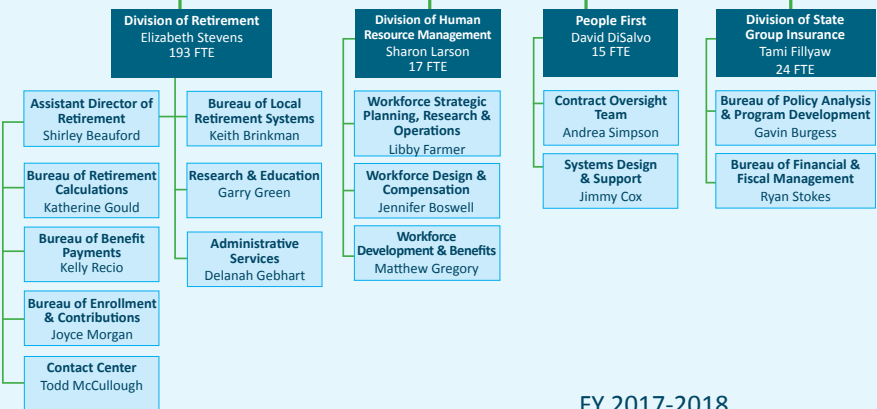 Division of Retirement
Elizabeth Stevens
193 FTE
Assistant Director of
Retirement
Shirley Beauford
Bureau of Retirement
Calculations
Katherine Gould
Bureau of Benefit
Payments
Kelly Recio
Bureau of Enrollment
& Contributions
Joyce Morgan
Contact Center
Todd McCullough
Bureau of Local
Retirement Systems
Keith Brinkman
Research & Education
Garry Green
Administrative
Services
Delanah Gebhart
Division of Human
Resource Management
Sharon Larson
17 FTE
Workforce Strategic
Planning, Research &
Operations
Libby Farmer
Workforce Design &
Compensation
Jennifer Boswell
Workforce
Development & Benefits
Matthew Gregory
People First
David DiSalvo
15 FTE
Contract Oversight
Team
Andrea Simpson
Systems Design
& Support
Jimmy Cox
Division of State
Group Insurance
Tami Fillyaw
24 FTE
Bureau of Policy Analysis
& Program Development
Gavin Burgess
Bureau of Financial &
Fiscal Management
Ryan Stokes
FY 2017-2018